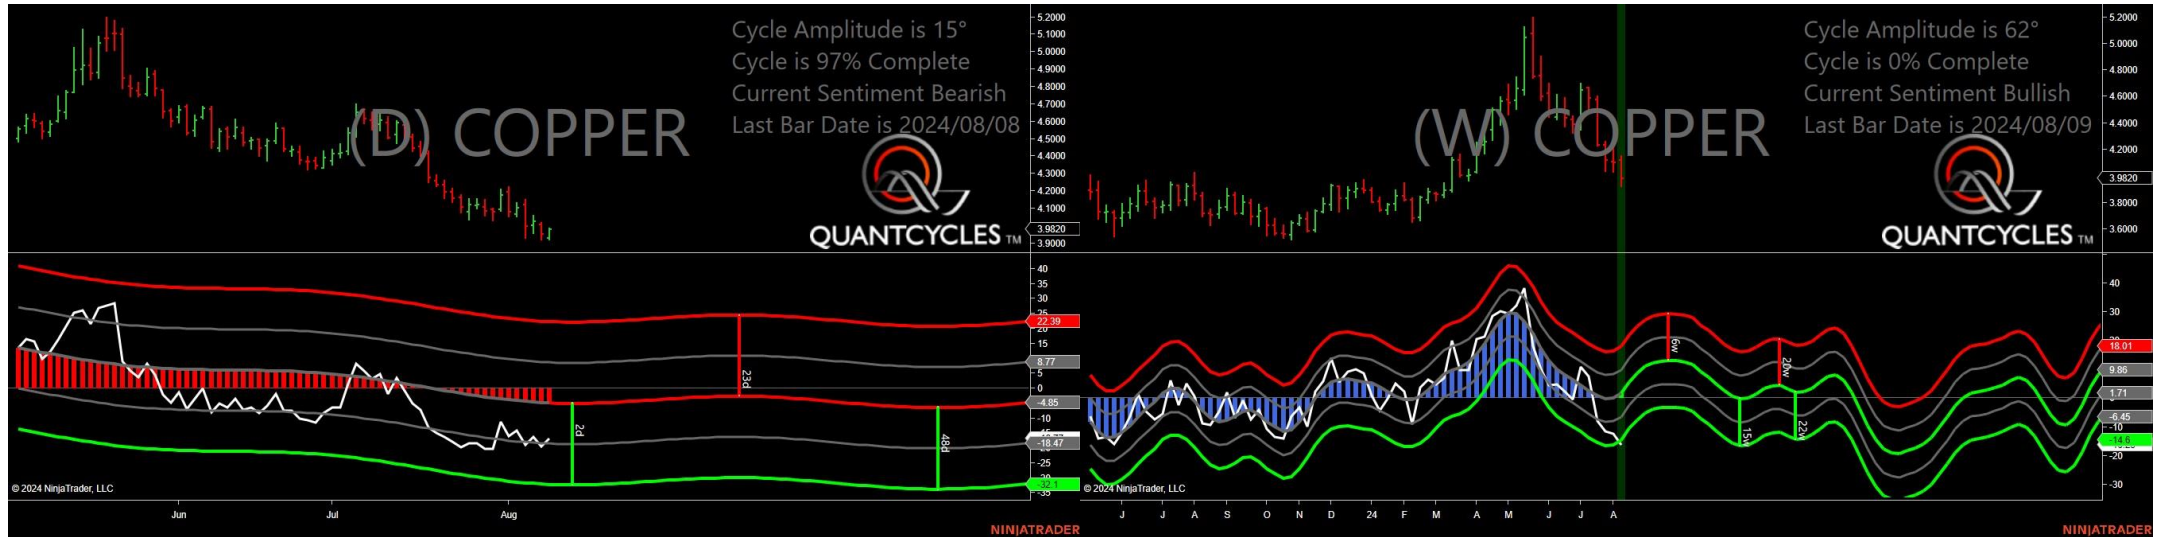 Cycle Amplitude is 15°
Cycle is 97% Complete
Current Sentiment Bearish
Last Bar Date is 2024/08/08
(D) COPPER
QUANTCYCLES TM
5.2000
5.1000
5.0000
4.9000
4.8000
4.7000
4.6000
4.5000
4.4000
4.3000
4.2000
4.1000
3.9820
3.9000
40
35
30
25
22.39
20
15
8.77
5
0
-4.85
-10
-18.47
-25
-32.1
-35
23d
2d
48d
© 2024 NinjaTrader, LLC
Jun
Jul
Aug
NINJATRADER
Cycle Amplitude is 62°
Cycle is 0% Complete
Current Sentiment Bullish
Last Bar Date is 2024/08/09
(W) COPPER
QUANTCYCLES TM
5.2000
5.0000
4.8000
4.6000
4.4000
4.2000
3.9820
3.8000
3.6000
40
30
18.01
9.86
1.71
-6.45
-10
-14.6
-20
-30
6w
20w
15w
22w
© 2024 NinjaTrader, LLC
J
J
A
S
O
N
D
24
F
M
A
M
J
J
A
NINJATRADER